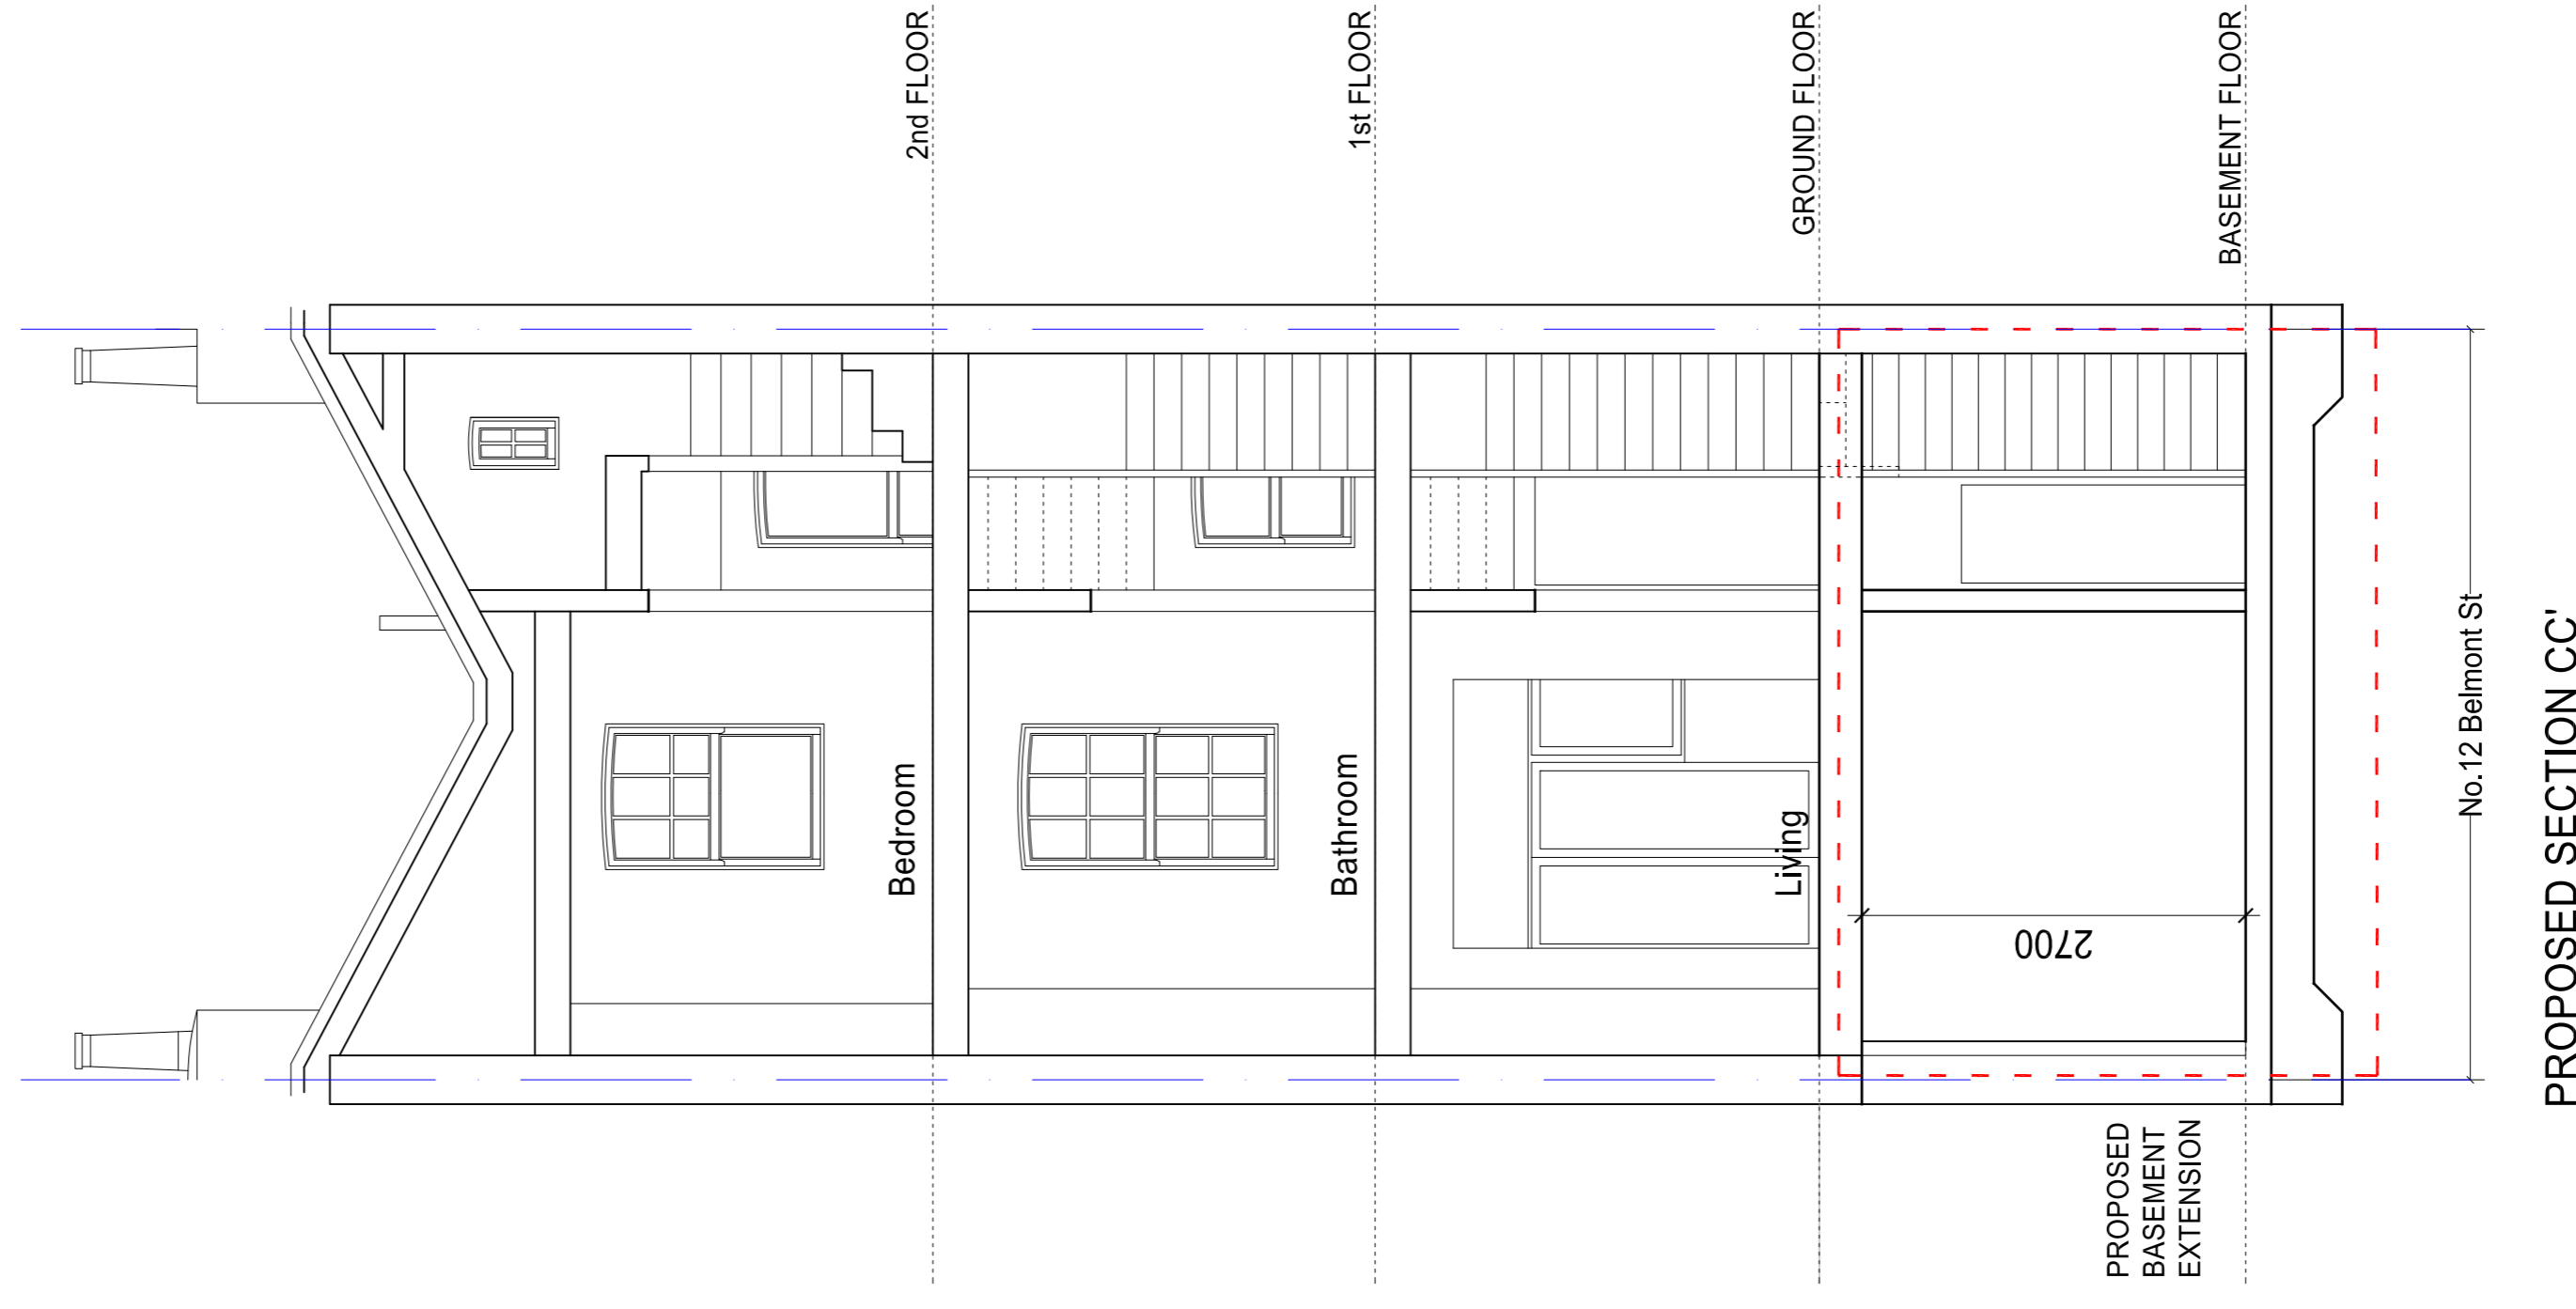 2nd FLOOR
1st FLOOR
GROUND FLOOR
BASEMENT FLOOR
Bedroom
Bathroom
Living
2700
PROPOSED
BASEMENT
EXTENSION
No.12 Belmont St
PROPOSED SECTION CC'